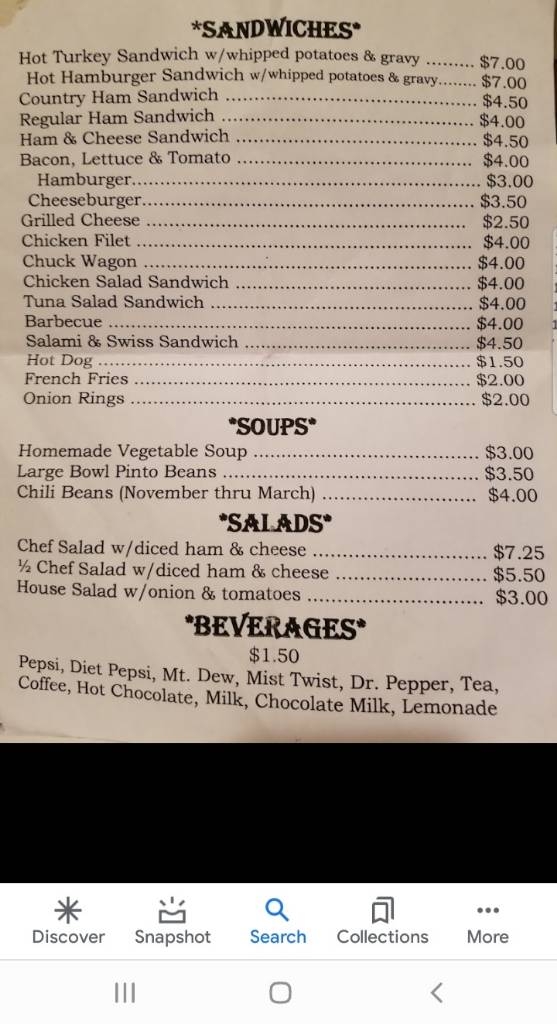 *SANDWICHES*
Hot Turkey Sandwich w/whipped potatoes & gravy ......... $7.00
Hot Hamburger Sandwich w/whipped potatoes & gravy........ $7.00
Country Ham Sandwich ................................................ $4.50
Regular Ham Sandwich ................................................ $4.00
Ham & Cheese Sandwich .............................................. $4.50
Bacon, Lettuce & Tomato ............................................. $4.00
Hamburger................................................................ $3.00
Cheeseburger............................................................. $3.50
Grilled Cheese ............................................................ $2.50
Chicken Filet .............................................................. $4.00
Chuck Wagon ............................................................. $4.00
Chicken Salad Sandwich .............................................. $4.00
Tuna Salad Sandwich .................................................. $4.00
Barbecue ................................................................... $4.00
Salami & Swiss Sandwich ............................................ $4.50
Hot Dog ..................................................................... $1.50
French Fries ............................................................... $2.00
Onion Rings ............................................................... $2.00
*SOUPS*
Homemade Vegetable Soup .......................................... $3.00
Large Bowl Pinto Beans ............................................... $3.50
Chili Beans (November thru March) ............................. $4.00
*SALADS*
Chef Salad w/diced ham & cheese ................................ $7.25
½ Chef Salad w/diced ham & cheese ............................ $5.50
House Salad w/onion & tomatoes ................................. $3.00
*BEVERAGES*
$1.50
Pepsi, Diet Pepsi, Mt. Dew, Mist Twist, Dr. Pepper, Tea,
Coffee, Hot Chocolate, Milk, Chocolate Milk, Lemonade
Discover Snapshot Search Collections More